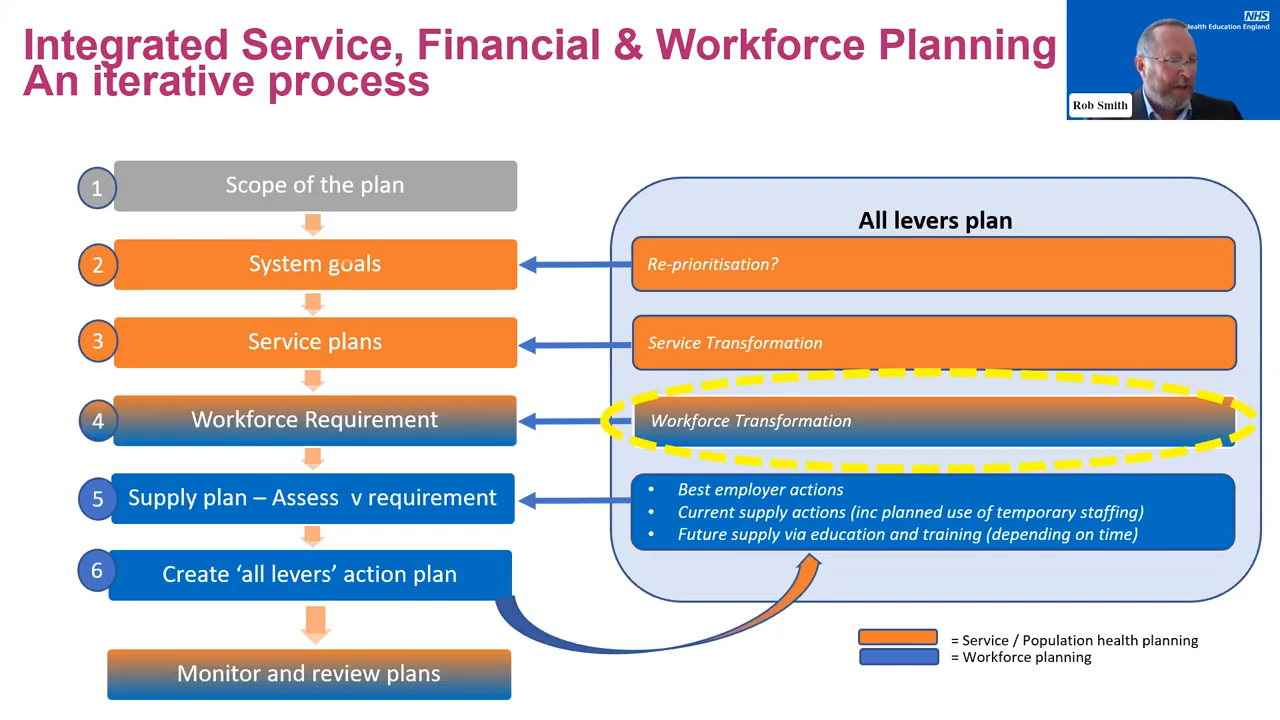 Integrated Service, Financial & Workforce Planning
An iterative process
NHS
Health Education England
Rob Smith
1
Scope of the plan
2
System goals
3
Service plans
4
Workforce Requirement
5
Supply plan – Assess v requirement
6
Create ‘all levers’ action plan
Monitor and review plans
All levers plan
Re-prioritisation?
Service Transformation
Workforce Transformation
• Best employer actions
• Current supply actions (inc planned use of temporary staffing)
• Future supply via education and training (depending on time)
= Service / Population health planning
= Workforce planning